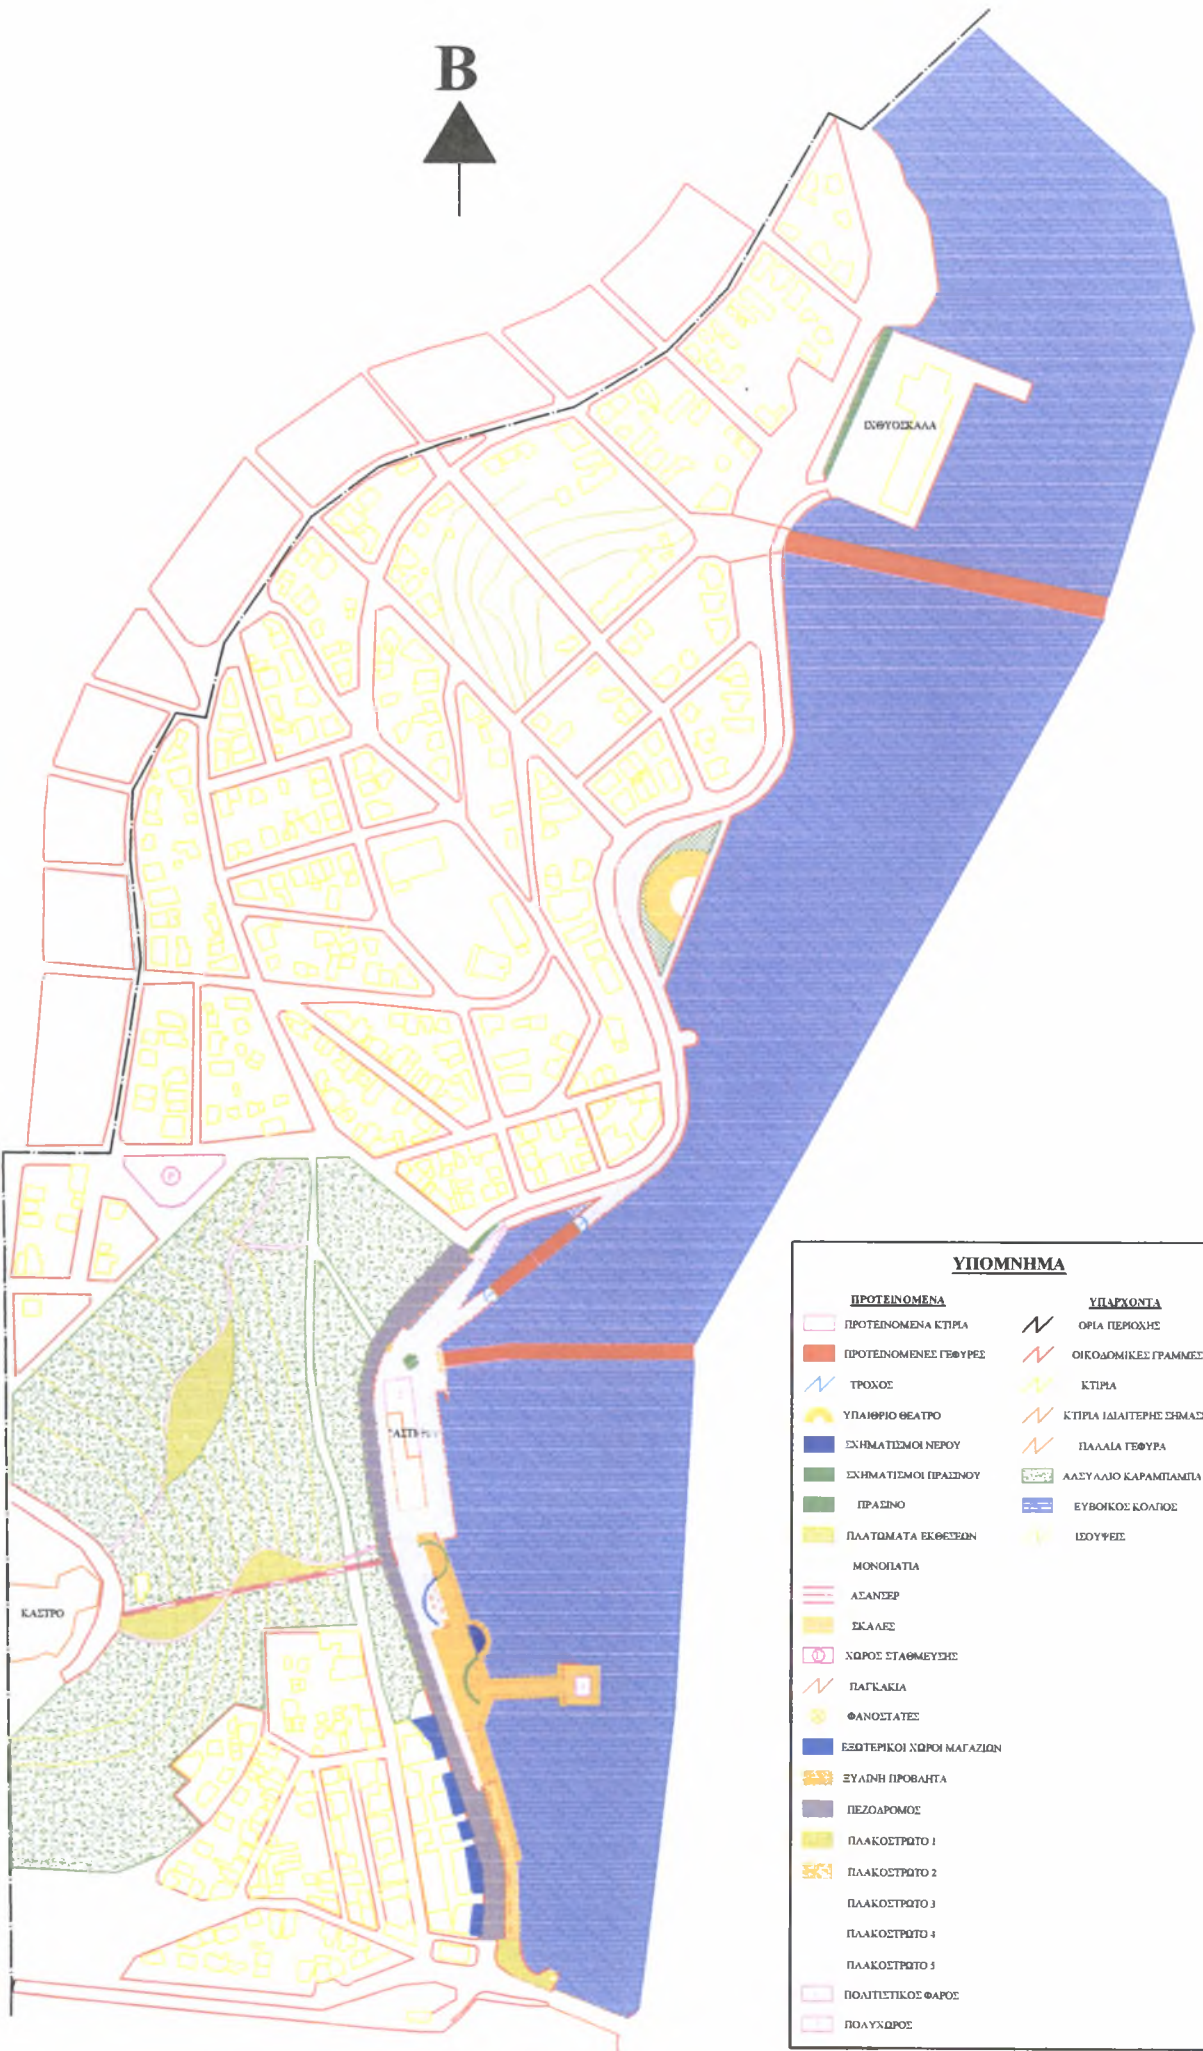 Β
ΙΧΘΥΟΣΚΑΛΑ
ΚΑΣΤΡΟ
ΥΠΟΜΝΗΜΑ
ΠΡΟΤΕΙΝΟΜΕΝΑ
ΠΡΟΤΕΙΝΟΜΕΝΑ ΚΤΙΡΙΑ
ΠΡΟΤΕΙΝΟΜΕΝΕΣ ΓΕΦΥΡΕΣ
ΤΡΟΧΟΣ
ΥΠΑΙΘΡΙΟ ΘΕΑΤΡΟ
ΣΧΗΜΑΤΙΣΜΟΙ ΝΕΡΟΥ
ΣΧΗΜΑΤΙΣΜΟΙ ΠΡΑΣΙΝΟΥ
ΠΡΑΣΙΝΟ
ΠΛΑΤΩΜΑΤΑ ΕΚΘΕΣΕΩΝ
ΜΟΝΟΠΑΤΙΑ
ΑΣΑΝΣΕΡ
ΣΚΑΛΕΣ
ΧΩΡΟΣ ΣΤΑΘΜΕΥΣΗΣ
ΠΑΓΚΑΚΙΑ
ΦΑΝΟΣΤΑΤΕΣ
ΕΞΩΤΕΡΙΚΟΙ ΧΩΡΟΙ ΜΑΓΑΖΙΩΝ
ΞΥΛΙΝΗ ΠΡΟΒΛΗΤΑ
ΠΕΖΟΔΡΟΜΟΣ
ΠΛΑΚΟΣΤΡΩΤΟ 1
ΠΛΑΚΟΣΤΡΩΤΟ 2
ΠΛΑΚΟΣΤΡΩΤΟ 3
ΠΛΑΚΟΣΤΡΩΤΟ 4
ΠΛΑΚΟΣΤΡΩΤΟ 5
ΠΟΛΙΤΙΣΤΙΚΟΣ ΦΑΡΟΣ
ΠΟΛΥΧΩΡΟΣ
ΥΠΑΡΧΟΝΤΑ
ΟΡΙΑ ΠΕΡΙΟΧΗΣ
ΟΙΚΟΔΟΜΙΚΕΣ ΓΡΑΜΜΕΣ
ΚΤΙΡΙΑ
ΚΤΙΡΙΑ ΙΔΙΑΙΤΕΡΗΣ ΣΗΜΑΣ
ΠΑΛΑΙΑ ΓΕΦΥΡΑ
ΑΛΣΥΛΛΙΟ ΚΑΡΑΜΠΑΜΠΑ
ΕΥΒΟΙΚΟΣ ΚΟΛΠΟΣ
ΙΣΟΥΨΕΙΣ